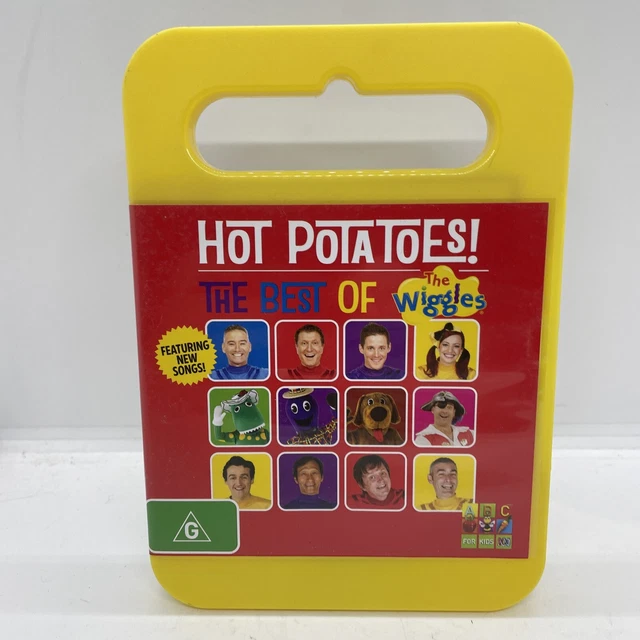 HOT POTATOES!
THE BEST OF The Wiggles
FEATURING
NEW
SONGS!
G
ABC
FOR KIDS